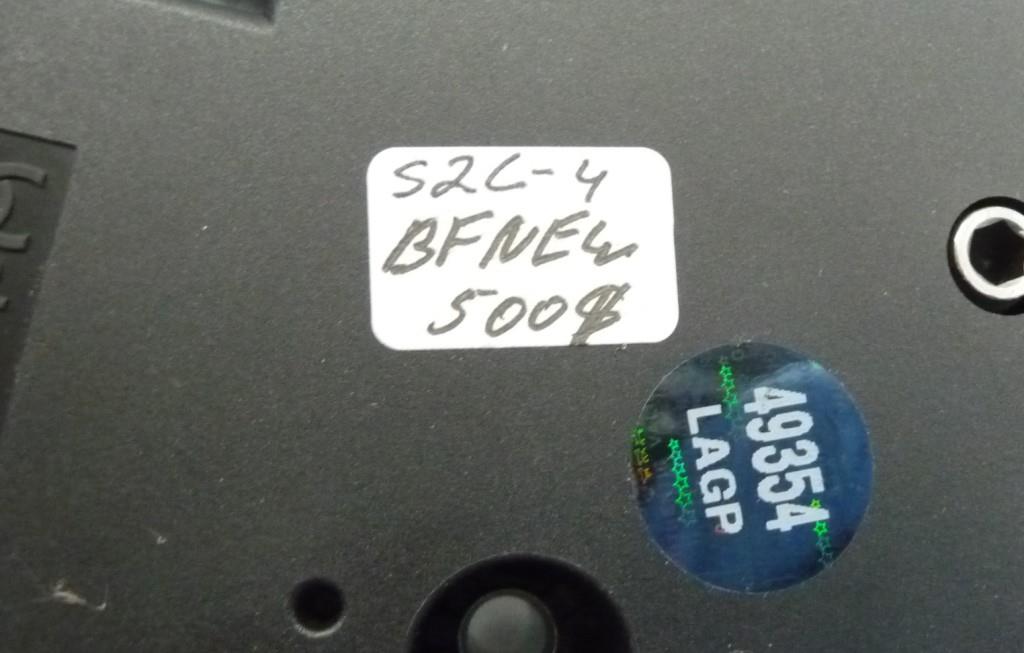 S2C-4
BFNEW
500$
49354
LAGP